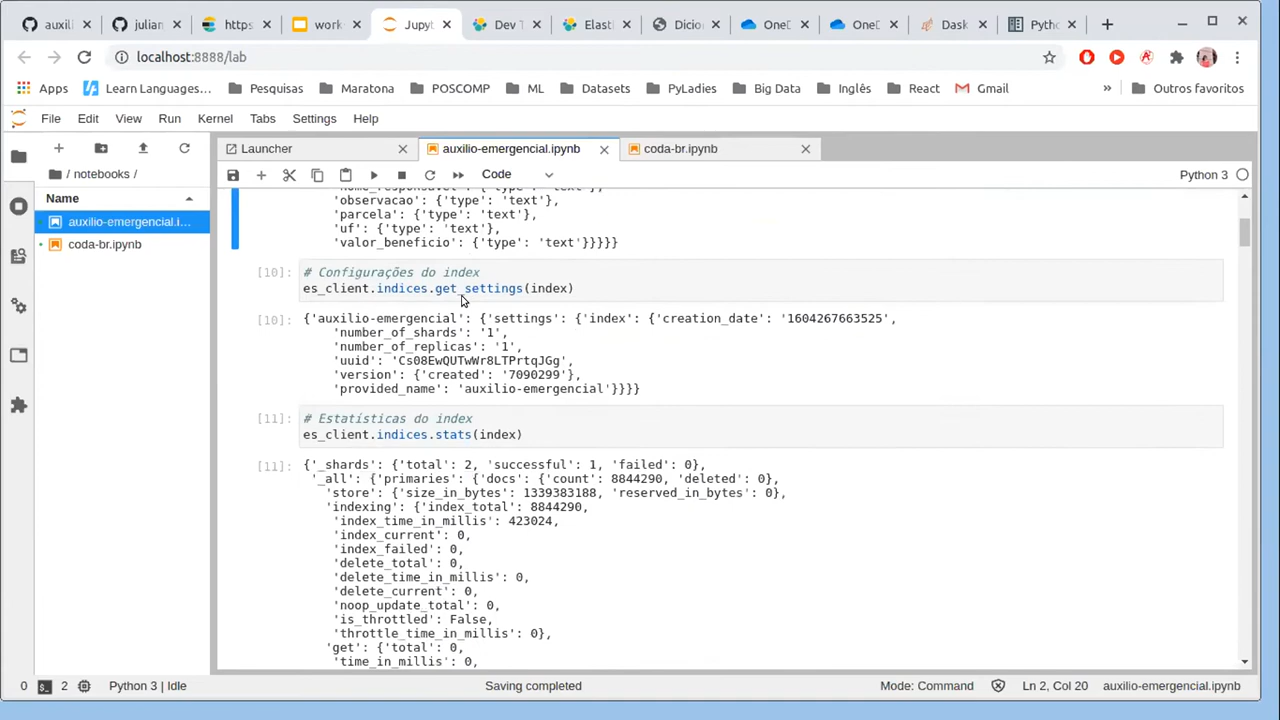 auxili
julian
https
work-
Jupyt
Dev T
Elasti
Dicio
OneD
OneD
Dask
Pytho
localhost:8888/lab
Apps
Learn Languages...
Pesquisas
Maratona
POSCOMP
ML
Datasets
PyLadies
Big Data
Inglês
React
Gmail
»
Outros favoritos
File Edit View Run Kernel Tabs Settings Help
Launcher
auxilio-emergencial.ipynb
coda-br.ipynb
/ notebooks /
Code
Python 3
Name
auxilio-emergencial.i...
coda-br.ipynb
'nome_responsavel': {'type': 'text'},
'observacao': {'type': 'text'},
'parcela': {'type': 'text'},
'uf': {'type': 'text'},
'valor_beneficio': {'type': 'text'}}}}}
[10]: # Configurações do index
es_client.indices.get_settings(index)
[10]: {'auxilio-emergencial': {'settings': {'index': {'creation_date': '1604267663525',
'number_of_shards': '1',
'number_of_replicas': '1',
'uuid': 'Cs08EwQUTwWr8LTPrtqJGg',
'version': {'created': '7090299'},
'provided_name': 'auxilio-emergencial'}}}}
[11]: # Estatísticas do index
es_client.indices.stats(index)
[11]: {'_shards': {'total': 2, 'successful': 1, 'failed': 0},
'_all': {'primaries': {'docs': {'count': 8844290, 'deleted': 0},
'store': {'size_in_bytes': 1339383188, 'reserved_in_bytes': 0},
'indexing': {'index_total': 8844290,
'index_time_in_millis': 423024,
'index_current': 0,
'index_failed': 0,
'delete_total': 0,
'delete_time_in_millis': 0,
'delete_current': 0,
'noop_update_total': 0,
'is_throttled': False,
'throttle_time_in_millis': 0},
'get': {'total': 0,
'time_in_millis': 0,
0
2
Python 3 | Idle
Saving completed
Mode: Command
Ln 2, Col 20
auxilio-emergencial.ipynb